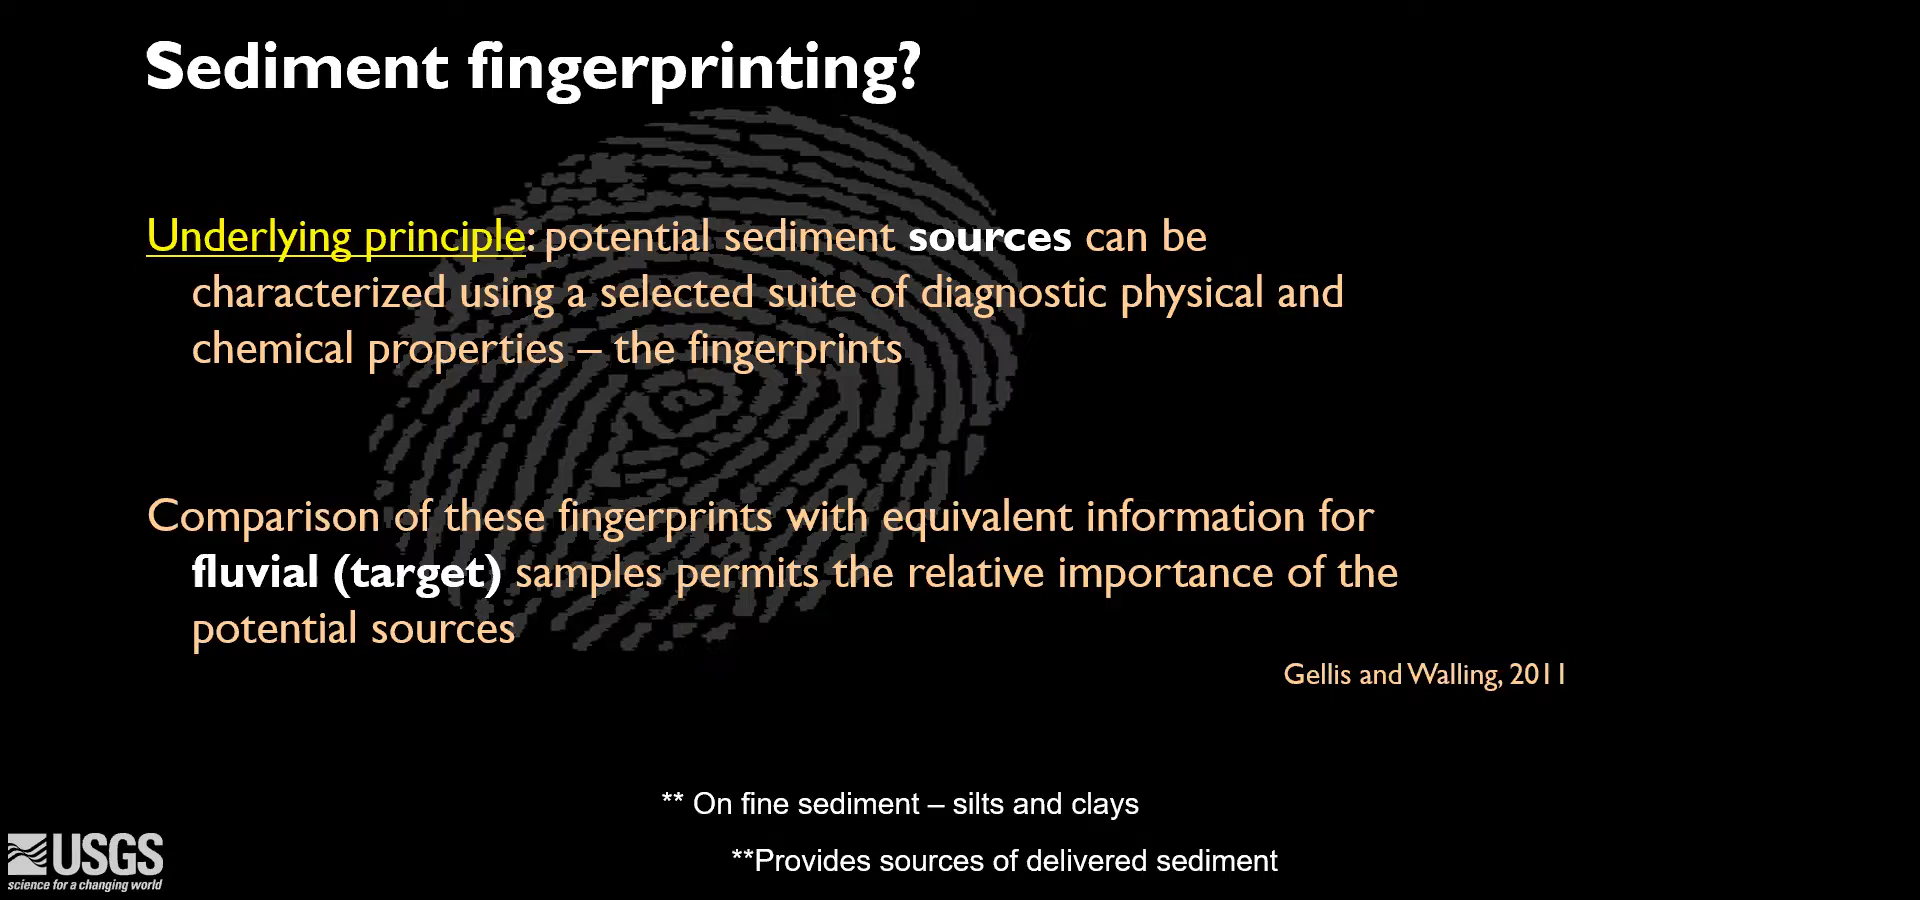 Sediment fingerprinting?
Underlying principle: potential sediment sources can be
characterized using a selected suite of diagnostic physical and
chemical properties – the fingerprints
Comparison of these fingerprints with equivalent information for
fluvial (target) samples permits the relative importance of the
potential sources
Gellis and Walling, 2011
** On fine sediment – silts and clays
**Provides sources of delivered sediment
USGS
science for a changing world